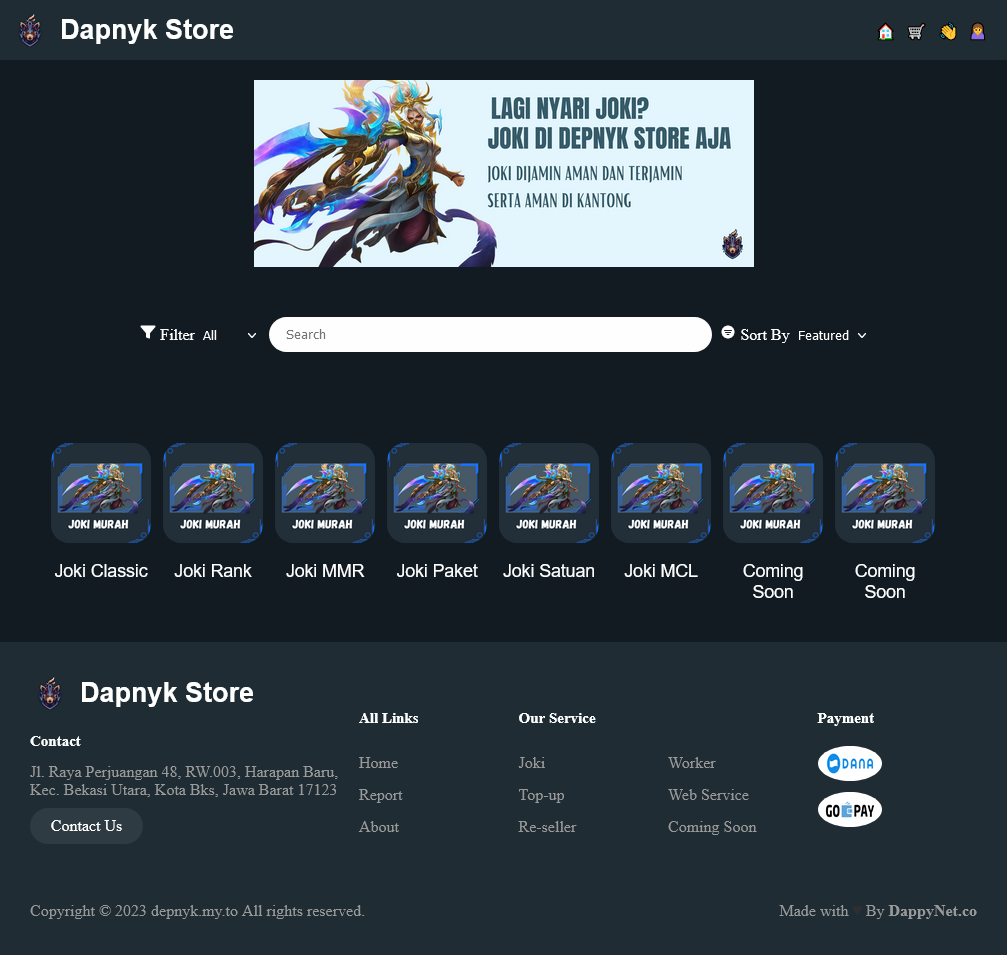 Dapnyk Store
LAGI NYARI JOKI?
JOKI DI DEPNYK STORE AJA
JOKI DIJAMIN AMAN DAN TERJAMIN
SERTA AMAN DI KANTONG
Filter All Search Sort By Featured
JOKI MURAH JOKI MURAH JOKI MURAH JOKI MURAH JOKI MURAH JOKI MURAH JOKI MURAH JOKI MURAH
Joki Classic Joki Rank Joki MMR Joki Paket Joki Satuan Joki MCL Coming Coming
Soon Soon
Dapnyk Store
Contact
Jl. Raya Perjuangan 48, RW.003, Harapan Baru,
Kec. Bekasi Utara, Kota Bks, Jawa Barat 17123
Contact Us
All Links
Home
Report
About
Our Service
Joki
Top-up
Re-seller
Worker
Web Service
Coming Soon
Payment
DANA
GO PAY
Copyright © 2023 depnyk.my.to All rights reserved.
Made with ♥ By DappyNet.co